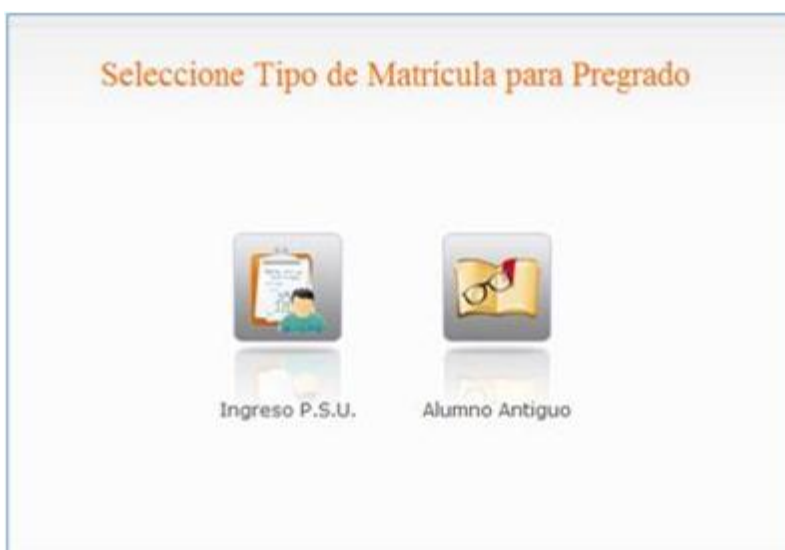 Seleccione Tipo de Matrícula para Pregrado
Ingreso P.S.U.
Alumno Antiguo